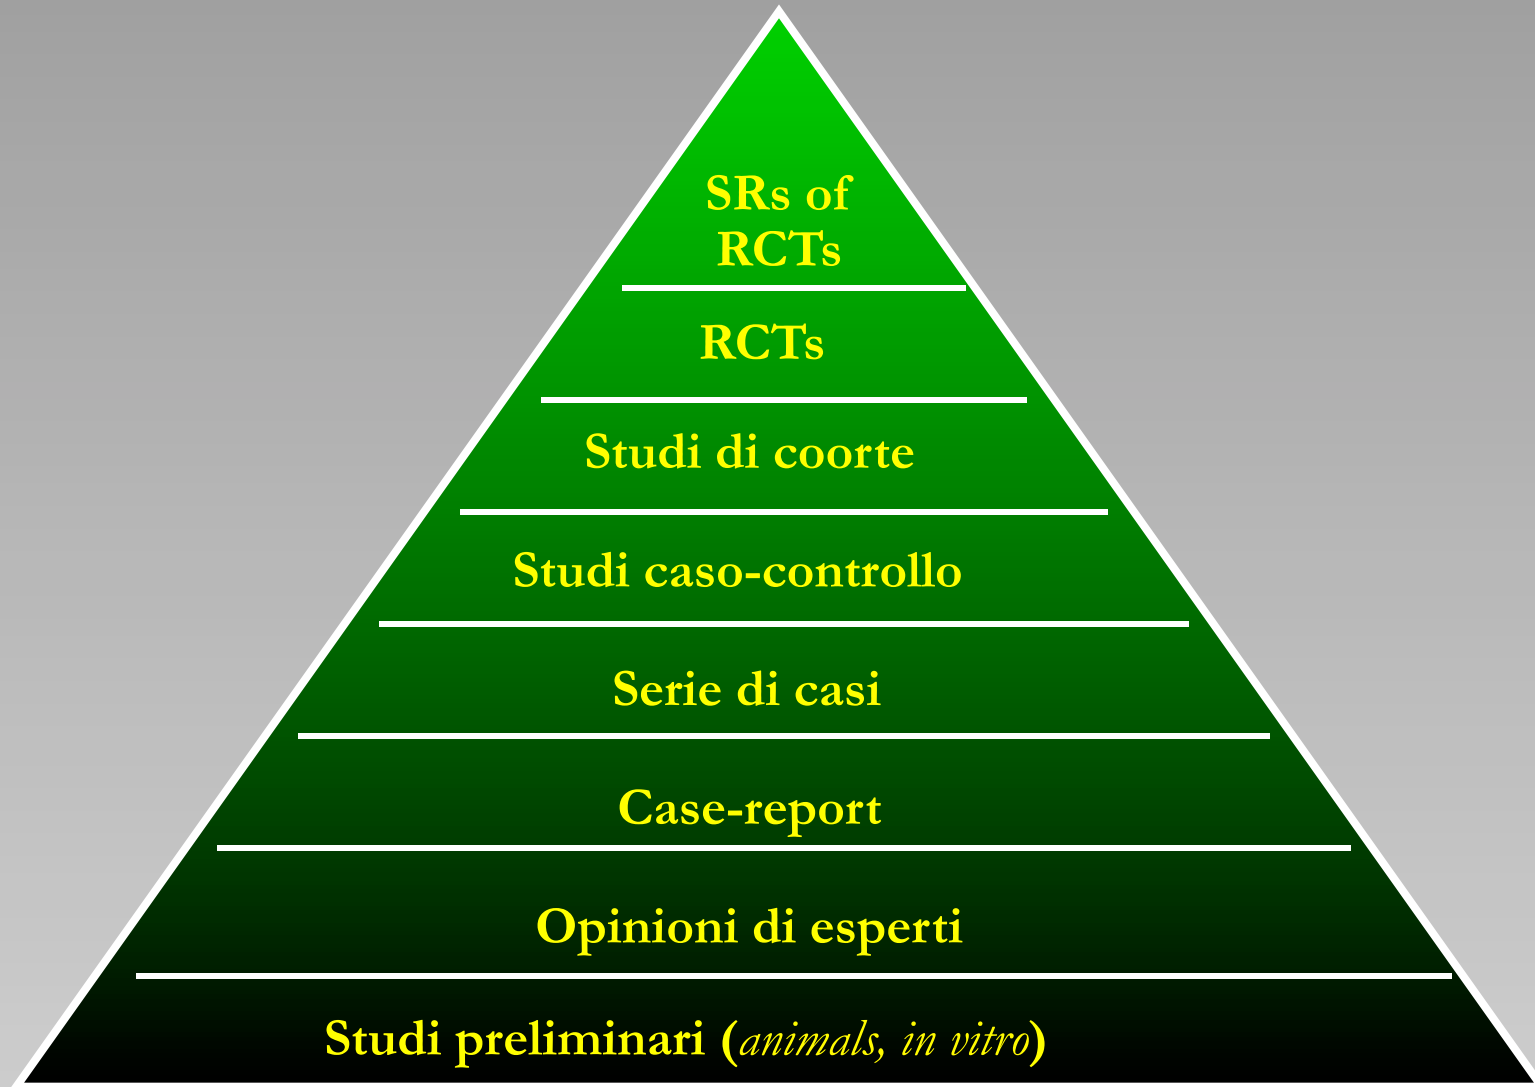 SRs of
RCTs
RCTs
Studi di coorte
Studi caso-controllo
Serie di casi
Case-report
Opinioni di esperti
Studi preliminari (animals, in vitro)